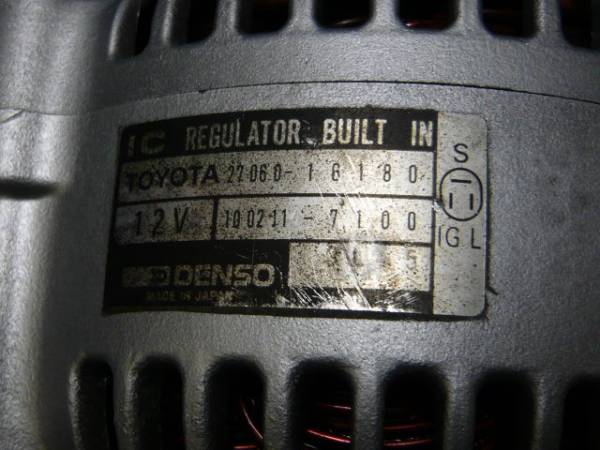 IC REGULATOR BUILT IN
TOYOTA 27060-16180
12V 100211-7100
DENSO
MADE IN JAPAN
S
IG L